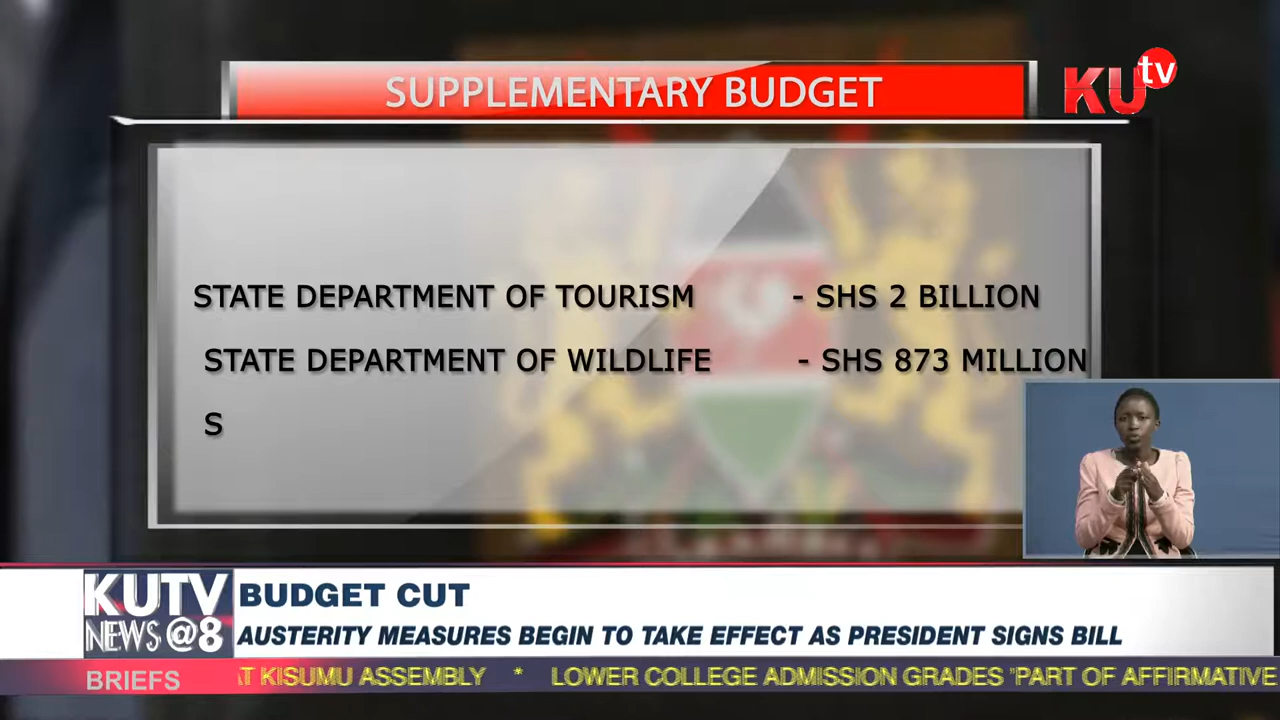 SUPPLEMENTARY BUDGET
KU tv
STATE DEPARTMENT OF TOURISM - SHS 2 BILLION
STATE DEPARTMENT OF WILDLIFE - SHS 873 MILLION
S
KUTV
NEWS @8
BUDGET CUT
AUSTERITY MEASURES BEGIN TO TAKE EFFECT AS PRESIDENT SIGNS BILL
BRIEFS
AT KISUMU ASSEMBLY * LOWER COLLEGE ADMISSION GRADES "PART OF AFFIRMATIVE